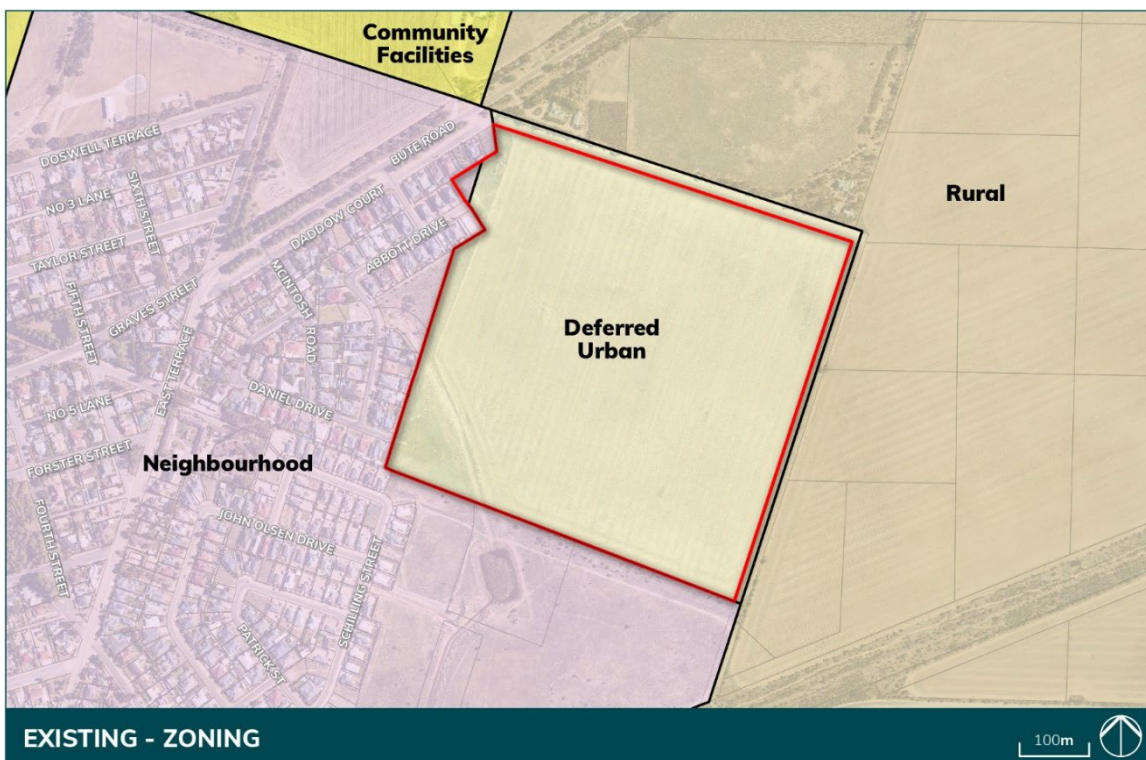 Community
Facilities
DOSWELL TERRACE
BUTE ROAD
NO 3 LANE
SIXTH STREET
DADDOW COURT
Rural
TAYLOR STREET
ABBOTT DRIVE
MCINTOSH ROAD
FIFTH STREET
GRAVES STREET
Deferred
Urban
EAST TERRACE
DANIEL DRIVE
NO 5 LANE
FORSTER STREET
Neighbourhood
FOURTH STREET
JOHN OLSEN DRIVE
SCHILLING STREET
PATRICK ST
EXISTING - ZONING
100m